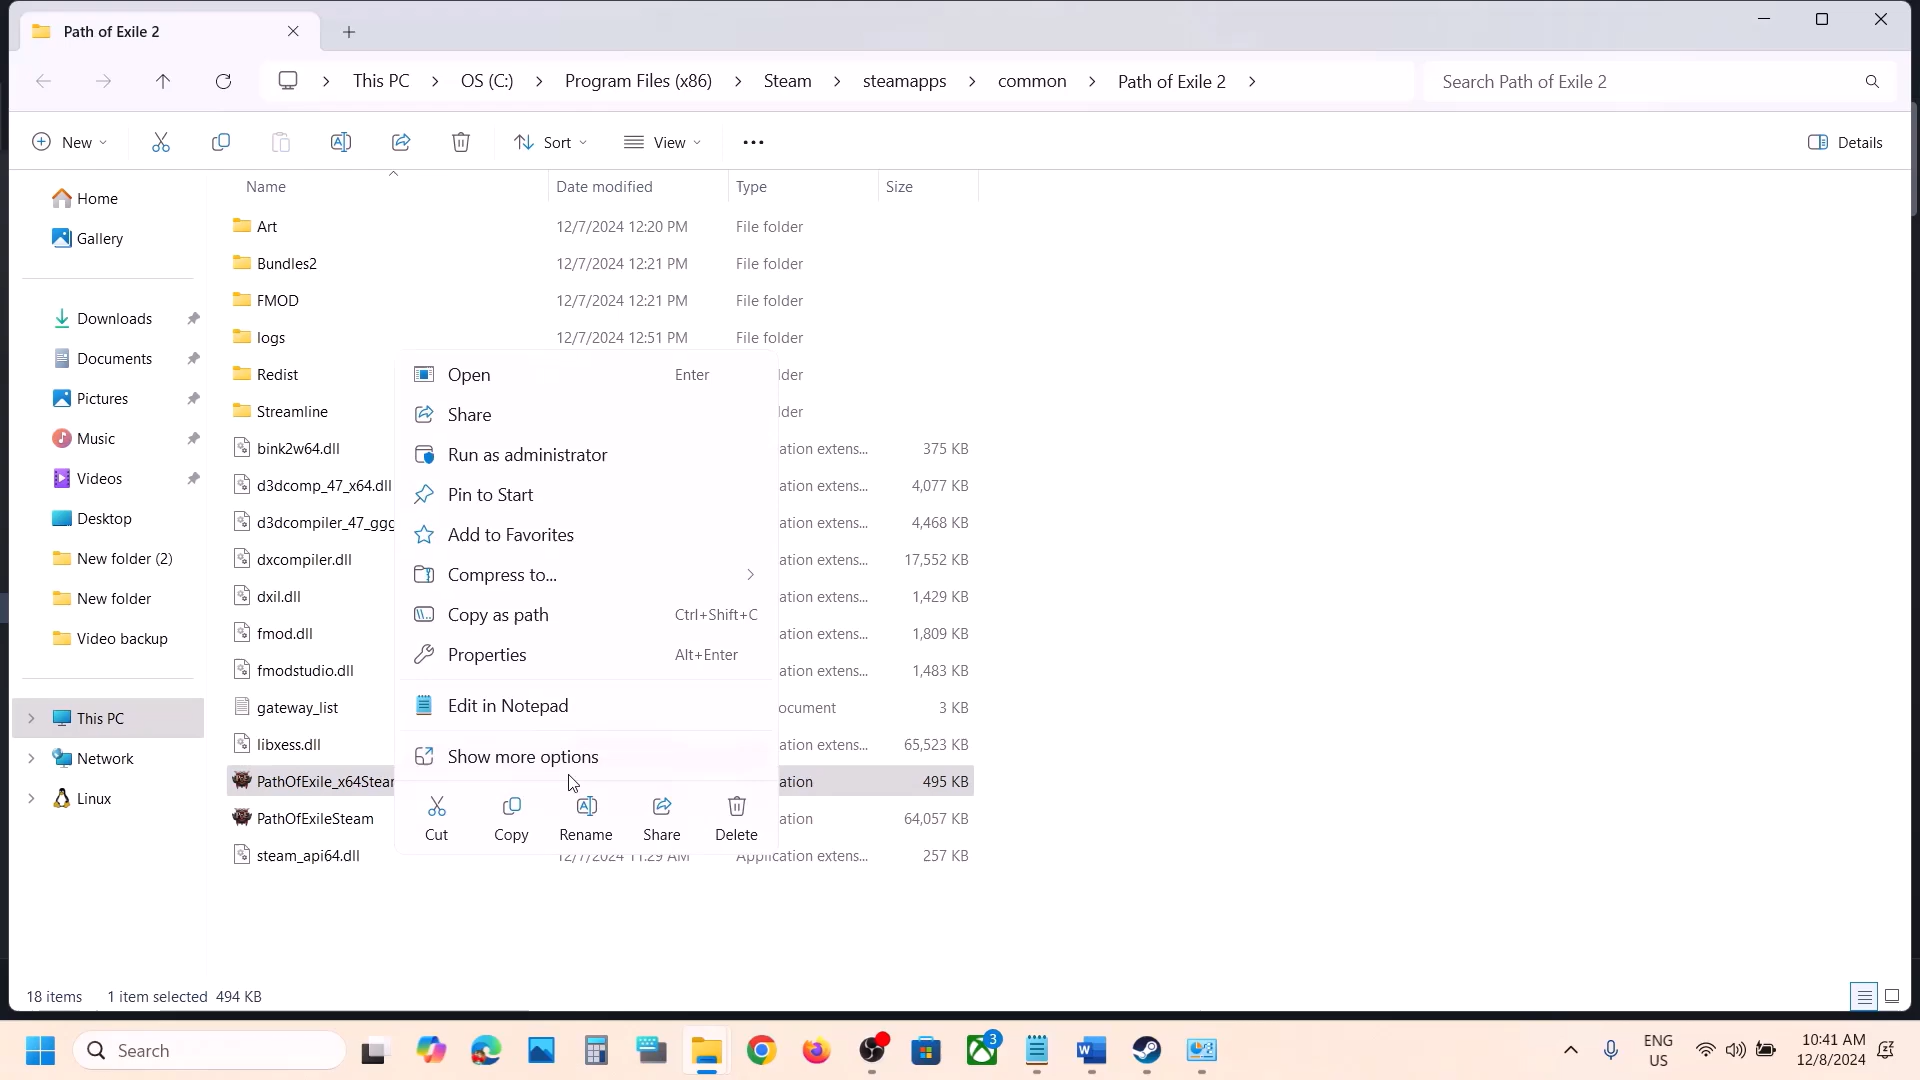 Path of Exile 2
This PC > OS (C:) > Program Files (x86) > Steam > steamapps > common > Path of Exile 2 >
Search Path of Exile 2
New
Sort
View
Details
Name Date modified Type Size
Home
Gallery
Downloads
Documents
Pictures
Music
Videos
Desktop
New folder (2)
New folder
Video backup
This PC
Network
Linux
Art 12/7/2024 12:20 PM File folder
Bundles2 12/7/2024 12:21 PM File folder
FMOD 12/7/2024 12:21 PM File folder
logs 12/7/2024 12:51 PM File folder
Redist lder
Streamline lder
bink2w64.dll ation extens... 375 KB
d3dcomp_47_x64.dll ation extens... 4,077 KB
d3dcompiler_47_ggg ation extens... 4,468 KB
dxcompiler.dll ation extens... 17,552 KB
dxil.dll ation extens... 1,429 KB
fmod.dll ation extens... 1,809 KB
fmodstudio.dll ation extens... 1,483 KB
gateway_list ocument 3 KB
libxess.dll ation extens... 65,523 KB
PathOfExile_x64Stear ation 495 KB
PathOfExileSteam ation 64,057 KB
steam_api64.dll 12/7/2024 11:29 AM Application extens... 257 KB
Open Enter
Share
Run as administrator
Pin to Start
Add to Favorites
Compress to...
Copy as path Ctrl+Shift+C
Properties Alt+Enter
Edit in Notepad
Show more options
Cut Copy Rename Share Delete
18 items 1 item selected 494 KB
Search
3
ENG
US
10:41 AM
12/8/2024